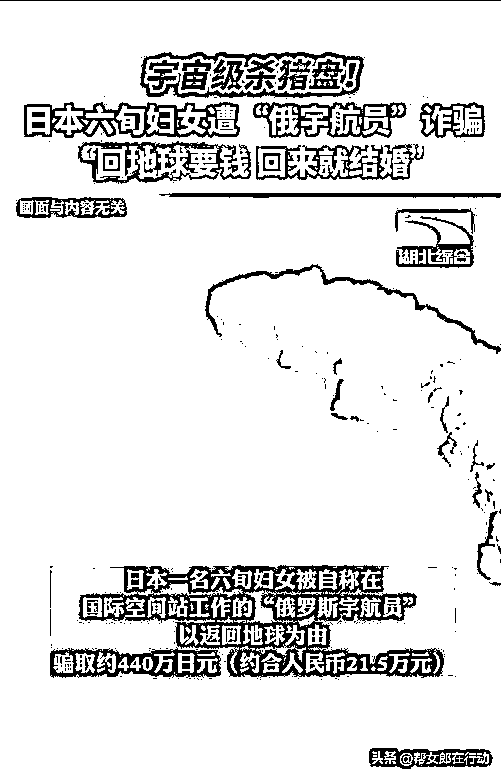 宇宙级杀猪盘！
日本六旬妇女遭“俄宇航员”诈骗
“回地球要钱 回来就结婚”
画面与内容无关
湖北综合
日本一名六旬妇女被自称在
国际空间站工作的“俄罗斯宇航员”
以返回地球为由
骗取约440万日元（约合人民币21.5万元）
头条 @帮女郎在行动